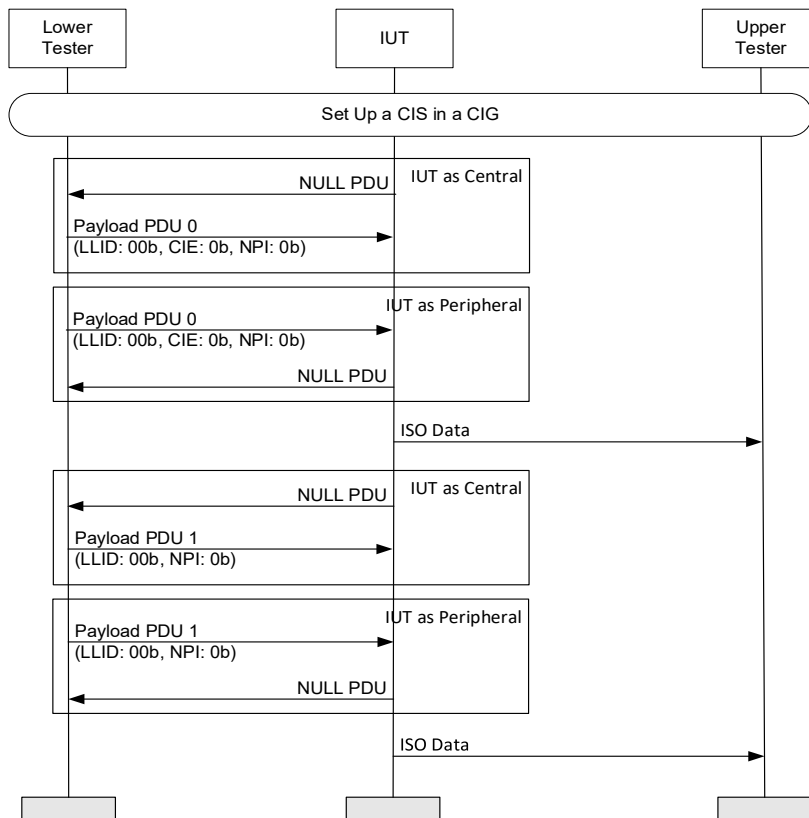 Lower
Tester
IUT
Upper
Tester
Set Up a CIS in a CIG
IUT as Central
NULL PDU
Payload PDU 0
(LLID: 00b, CIE: 0b, NPI: 0b)
IUT as Peripheral
Payload PDU 0
(LLID: 00b, CIE: 0b, NPI: 0b)
NULL PDU
ISO Data
IUT as Central
NULL PDU
Payload PDU 1
(LLID: 00b, NPI: 0b)
IUT as Peripheral
Payload PDU 1
(LLID: 00b, NPI: 0b)
NULL PDU
ISO Data